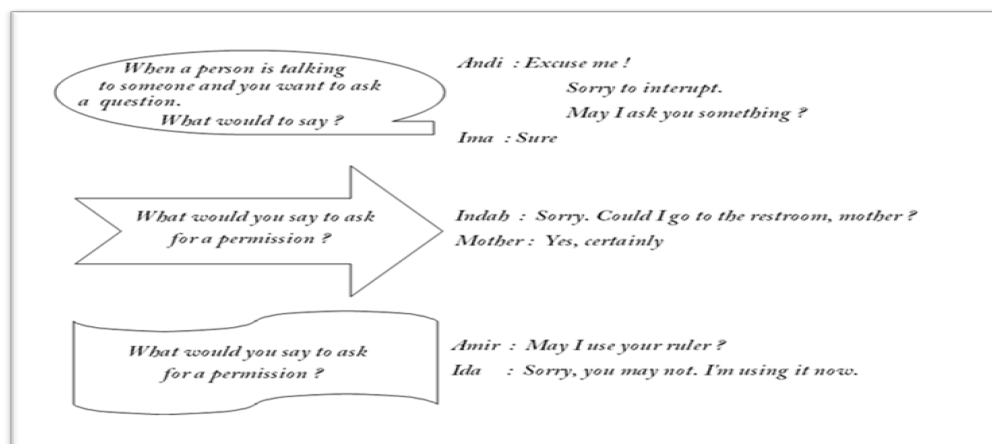 When a person is talking
to someone and you want to ask
a question.
What would to say ?
Andi : Excuse me !
Sorry to interupt.
May I ask you something ?
Ima : Sure
What would you say to ask
for a permission ?
Indah : Sorry. Could I go to the restroom, mother ?
Mother : Yes, certainly
What would you say to ask
for a permission ?
Amir : May I use your ruler ?
Ida : Sorry, you may not. I'm using it now.